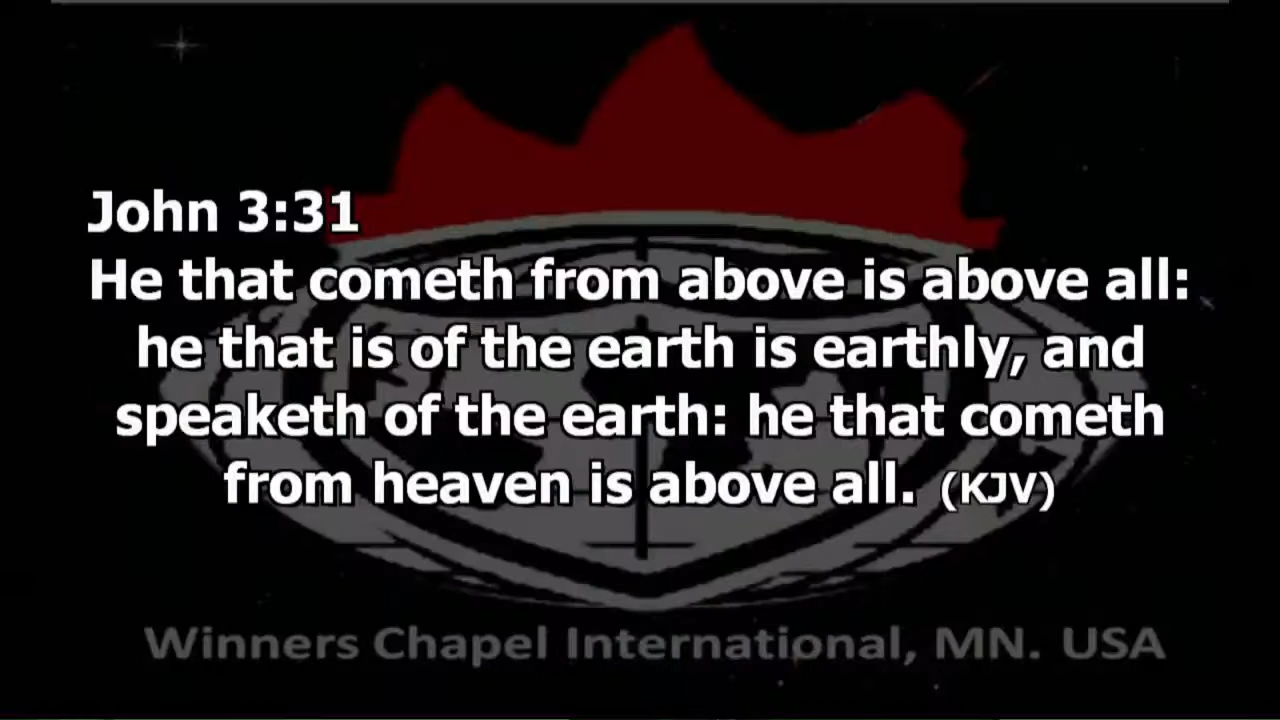 John 3:31
He that cometh from above is above all:
he that is of the earth is earthly, and
speaketh of the earth: he that cometh
from heaven is above all. (KJV)
Winners Chapel International, MN. USA